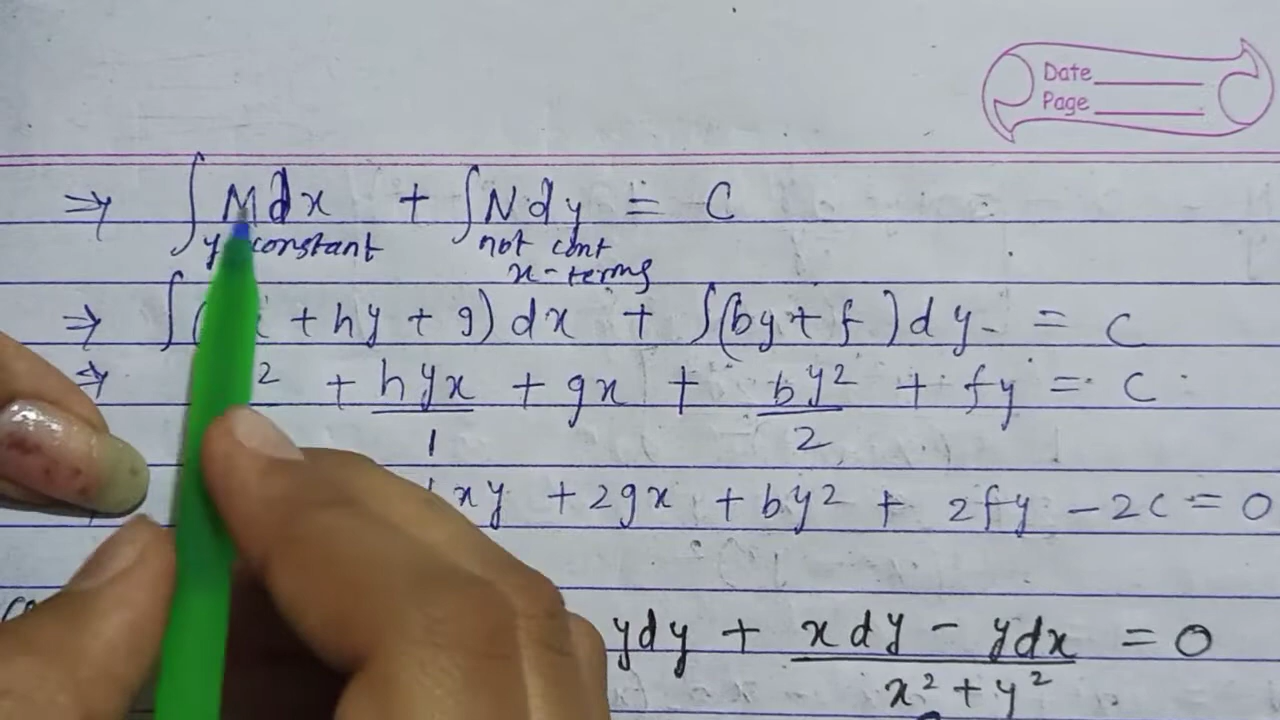 Date
Page
⇒ ∫ M dx + ∫ N dy = C
y constant not cont
x-terms
⇒ ∫( + hy + g) dx + ∫(by + f) dy = C
⇒ 2 + hyx/1 + gx + by²/2 + fy = C
xy + 2gx + by² + 2fy - 2c = 0
ydy + (xdy - ydx)/(x² + y²) = 0